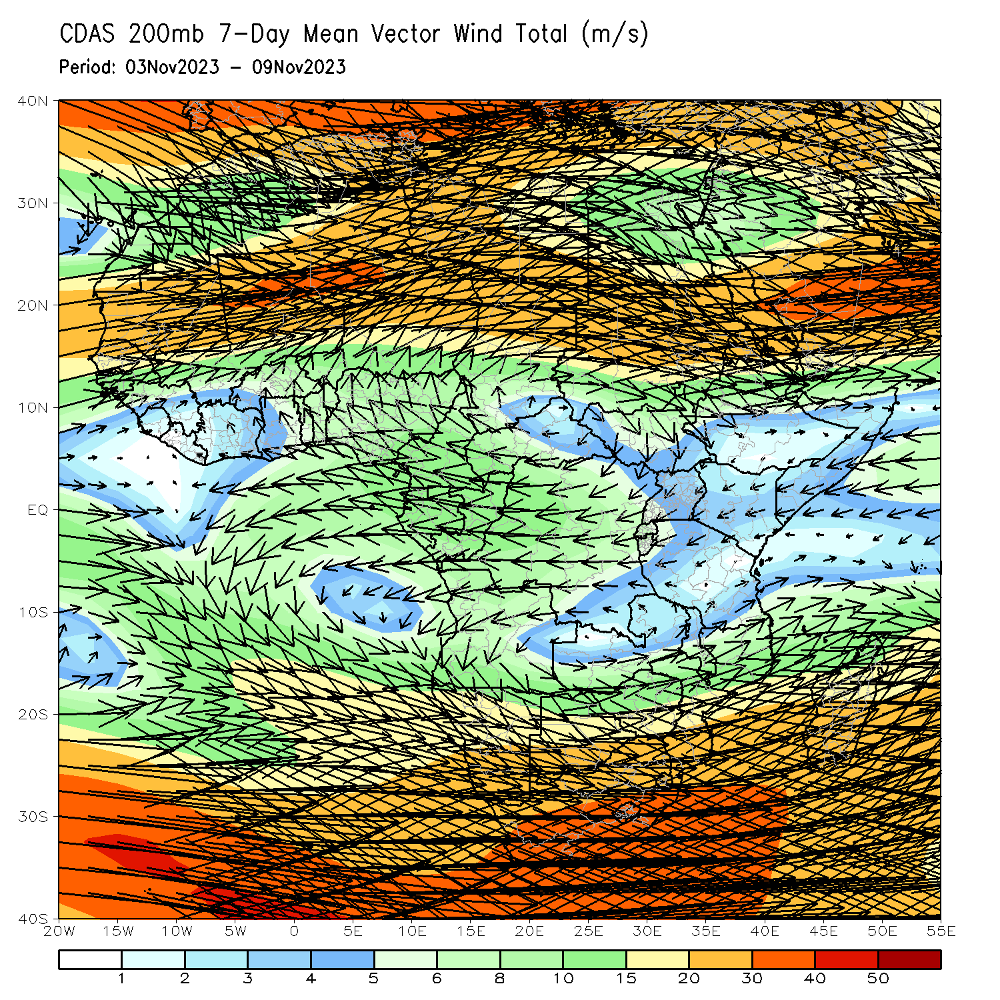 CDAS 200mb 7-Day Mean Vector Wind Total (m/s)
Period: 03Nov2023 - 09Nov2023
40N
30N
20N
10N
EQ
10S
20S
30S
40S
20W 15W 10W 5W 0 5E 10E 15E 20E 25E 30E 35E 40E 45E 50E 55E
1 2 3 4 5 6 8 10 15 20 30 40 50